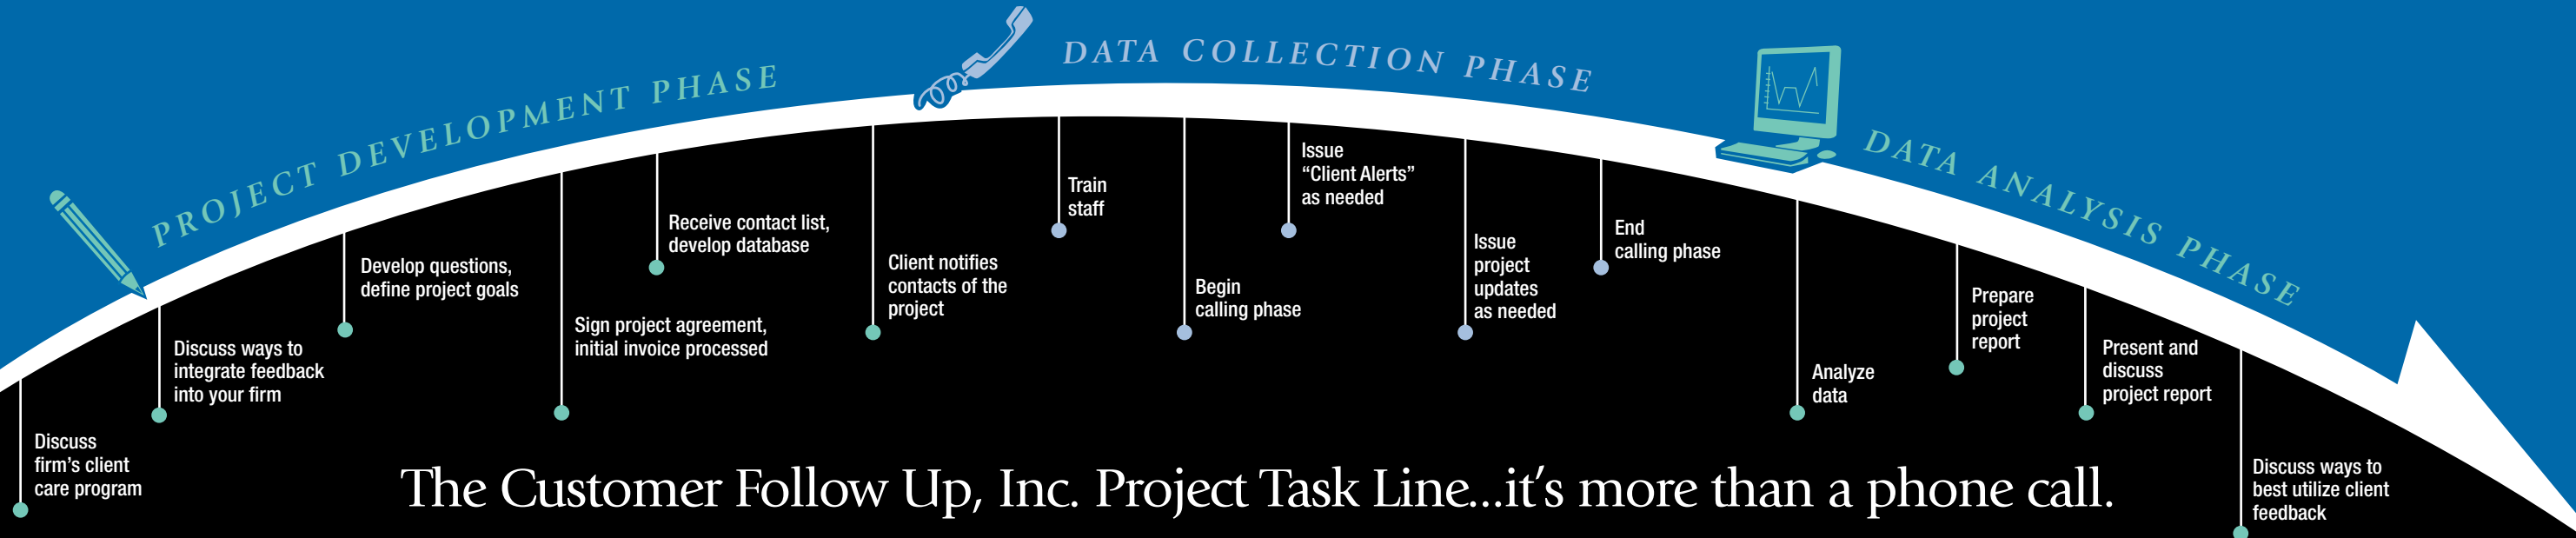 PROJECT DEVELOPMENT PHASE
DATA COLLECTION PHASE
DATA ANALYSIS PHASE
Discuss
firm’s client
care program
Discuss ways to
integrate feedback
into your firm
Develop questions,
define project goals
Sign project agreement,
initial invoice processed
Receive contact list,
develop database
Client notifies
contacts of the
project
Train
staff
Begin
calling phase
Issue
“Client Alerts”
as needed
Issue
project
updates
as needed
End
calling phase
Analyze
data
Prepare
project
report
Present and
discuss
project report
Discuss ways to
best utilize client
feedback
The Customer Follow Up, Inc. Project Task Line...it’s more than a phone call.